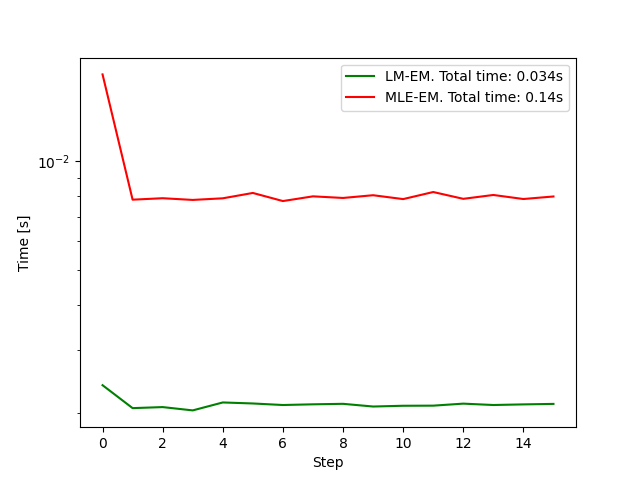 LM-EM. Total time: 0.034s
MLE-EM. Total time: 0.14s
10⁻²
Time [s]
0 2 4 6 8 10 12 14
Step